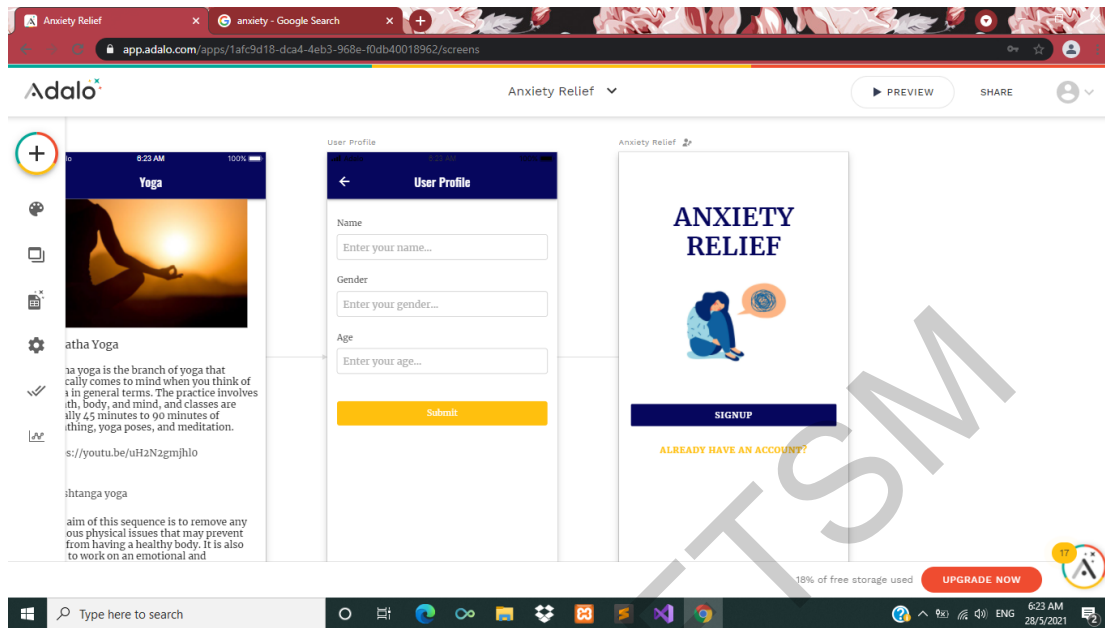 Anxiety Relief
anxiety - Google Search
app.adalo.com/apps/1afc9d18-dca4-4eb3-968e-f0db40018962/screens
Adalo
Anxiety Relief
PREVIEW
SHARE
6:23 AM
100%
Yoga
atha Yoga
na yoga is the branch of yoga that
cally comes to mind when you think of
a in general terms. The practice involves
th, body, and mind, and classes are
ally 45 minutes to 90 minutes of
thing, yoga poses, and meditation.
s://youtu.be/uH2N2gmjhl0
shtanga yoga
aim of this sequence is to remove any
ous physical issues that may prevent
from having a healthy body. It is also
to work on an emotional and
User Profile
6:23 AM
User Profile
Name
Enter your name...
Gender
Enter your gender...
Age
Enter your age...
Submit
Anxiety Relief
ANXIETY
RELIEF
SIGNUP
ALREADY HAVE AN ACCOUNT?
17
18% of free storage used
UPGRADE NOW
Type here to search
ENG
6:23 AM
28/5/2021
2